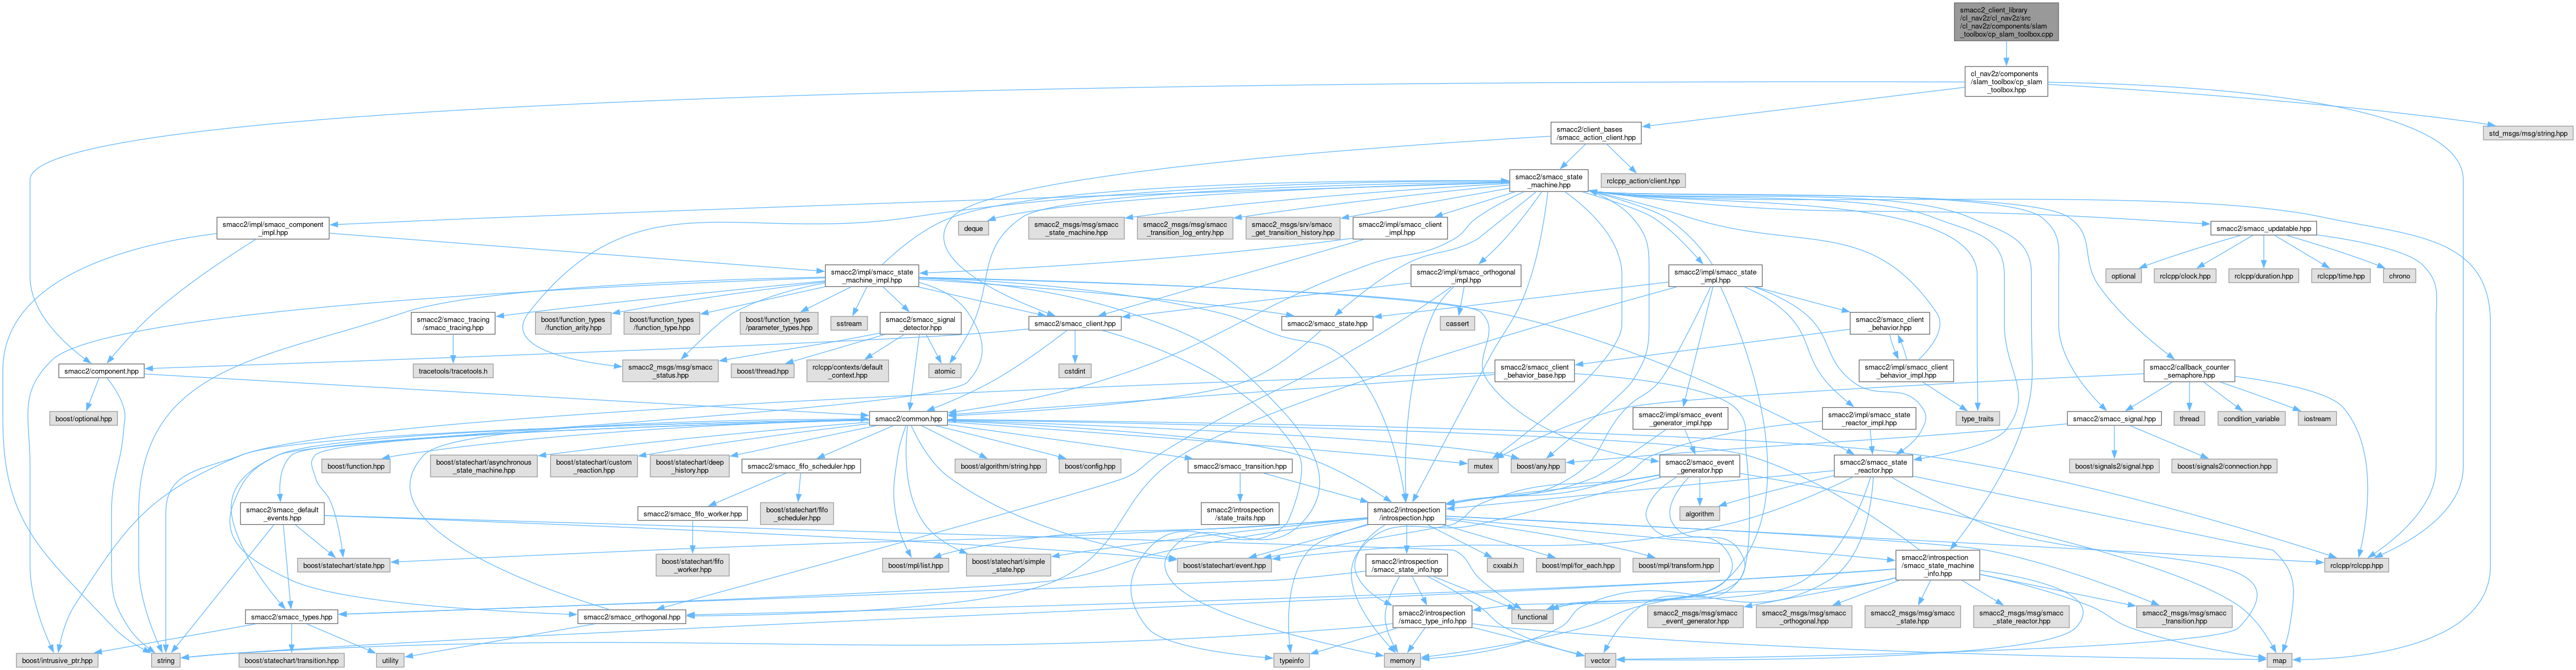 smacc2_client_library
/cl_nav2z/cl_nav2z/src
/cl_nav2z/components/slam
_toolbox/cp_slam_toolbox.cpp
cl_nav2z/components
/slam_toolbox/cp_slam
_toolbox.hpp
smacc2/client_bases
/smacc_action_client.hpp
std_msgs/msg/string.hpp
smacc2/smacc_state
_machine.hpp
rclcpp_action/client.hpp
smacc2/impl/smacc_component
_impl.hpp
deque
smacc2_msgs/msg/smacc
_state_machine.hpp
smacc2_msgs/msg/smacc
_transition_log_entry.hpp
smacc2_msgs/srv/smacc
_get_transition_history.hpp
smacc2/impl/smacc_client
_impl.hpp
smacc2/smacc_updatable.hpp
smacc2/impl/smacc_state
_machine_impl.hpp
smacc2/impl/smacc_orthogonal
_impl.hpp
smacc2/impl/smacc_state
_impl.hpp
optional
rclcpp/clock.hpp
rclcpp/duration.hpp
rclcpp/time.hpp
chrono
smacc2/smacc_tracing
/smacc_tracing.hpp
boost/function_types
/function_arity.hpp
boost/function_types
/function_type.hpp
boost/function_types
/parameter_types.hpp
sstream
smacc2/smacc_signal
_detector.hpp
smacc2/smacc_client.hpp
smacc2/smacc_state.hpp
cassert
smacc2/smacc_client
_behavior.hpp
smacc2/component.hpp
tracetools/tracetools.h
smacc2_msgs/msg/smacc
_status.hpp
boost/thread.hpp
rclcpp/contexts/default
_context.hpp
atomic
cstdint
smacc2/smacc_client
_behavior_base.hpp
smacc2/impl/smacc_client
_behavior_impl.hpp
smacc2/callback_counter
_semaphore.hpp
boost/optional.hpp
smacc2/common.hpp
smacc2/impl/smacc_event
_generator_impl.hpp
smacc2/impl/smacc_state
_reactor_impl.hpp
type_traits
smacc2/smacc_signal.hpp
thread
condition_variable
iostream
boost/function.hpp
boost/statechart/asynchronous
_state_machine.hpp
boost/statechart/custom
_reaction.hpp
boost/statechart/deep
_history.hpp
smacc2/smacc_fifo_scheduler.hpp
boost/algorithm/string.hpp
boost/config.hpp
smacc2/smacc_transition.hpp
mutex
boost/any.hpp
smacc2/smacc_event
_generator.hpp
smacc2/smacc_state
_reactor.hpp
boost/signals2/signal.hpp
boost/signals2/connection.hpp
smacc2/smacc_default
_events.hpp
smacc2/smacc_fifo_worker.hpp
boost/statechart/fifo
_scheduler.hpp
smacc2/introspection
/state_traits.hpp
smacc2/introspection
/introspection.hpp
algorithm
boost/statechart/state.hpp
boost/statechart/fifo
_worker.hpp
boost/mpl/list.hpp
boost/statechart/simple
_state.hpp
boost/statechart/event.hpp
smacc2/introspection
/smacc_state_info.hpp
cxxabi.h
boost/mpl/for_each.hpp
boost/mpl/transform.hpp
smacc2/introspection
/smacc_state_machine
_info.hpp
rclcpp/rclcpp.hpp
smacc2/smacc_types.hpp
smacc2/smacc_orthogonal.hpp
smacc2/introspection
/smacc_type_info.hpp
functional
smacc2_msgs/msg/smacc
_event_generator.hpp
smacc2_msgs/msg/smacc
_orthogonal.hpp
smacc2_msgs/msg/smacc
_state.hpp
smacc2_msgs/msg/smacc
_state_reactor.hpp
smacc2_msgs/msg/smacc
_transition.hpp
boost/intrusive_ptr.hpp
string
boost/statechart/transition.hpp
utility
typeinfo
memory
vector
map